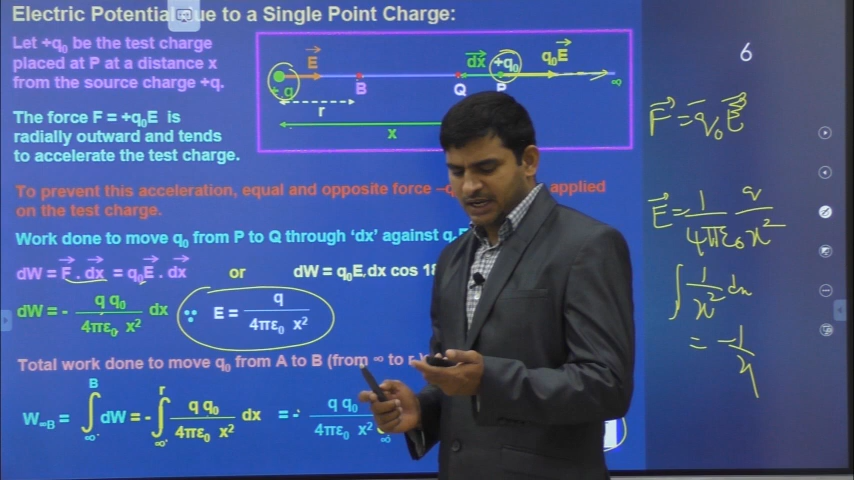 Electric Potential Due to a Single Point Charge:
Let +q₀ be the test charge
placed at P at a distance x
from the source charge +q.
The force F = +q₀E is
radially outward and tends
to accelerate the test charge.
E
dx
+q₀
q₀E
∞
+q
B
Q
P
r
x
To prevent this acceleration, equal and opposite force –q applied
on the test charge.
Work done to move q₀ from P to Q through ‘dx’ against q
dW = F . dx = q₀E . dx or dW = q₀E dx cos 18
dW = - q q₀ / 4πε₀ x² dx ∵ E = q / 4πε₀ x²
Total work done to move q₀ from A to B (from ∞ to r
W∞B = ∫∞B dW = - ∫∞r q q₀ / 4πε₀ x² dx = - q q₀ / 4πε₀ x²
∞
6
F = q₀ E
E = 1 / 4πε₀ q / x²
∫ 1 / x² dx
= -1 / x